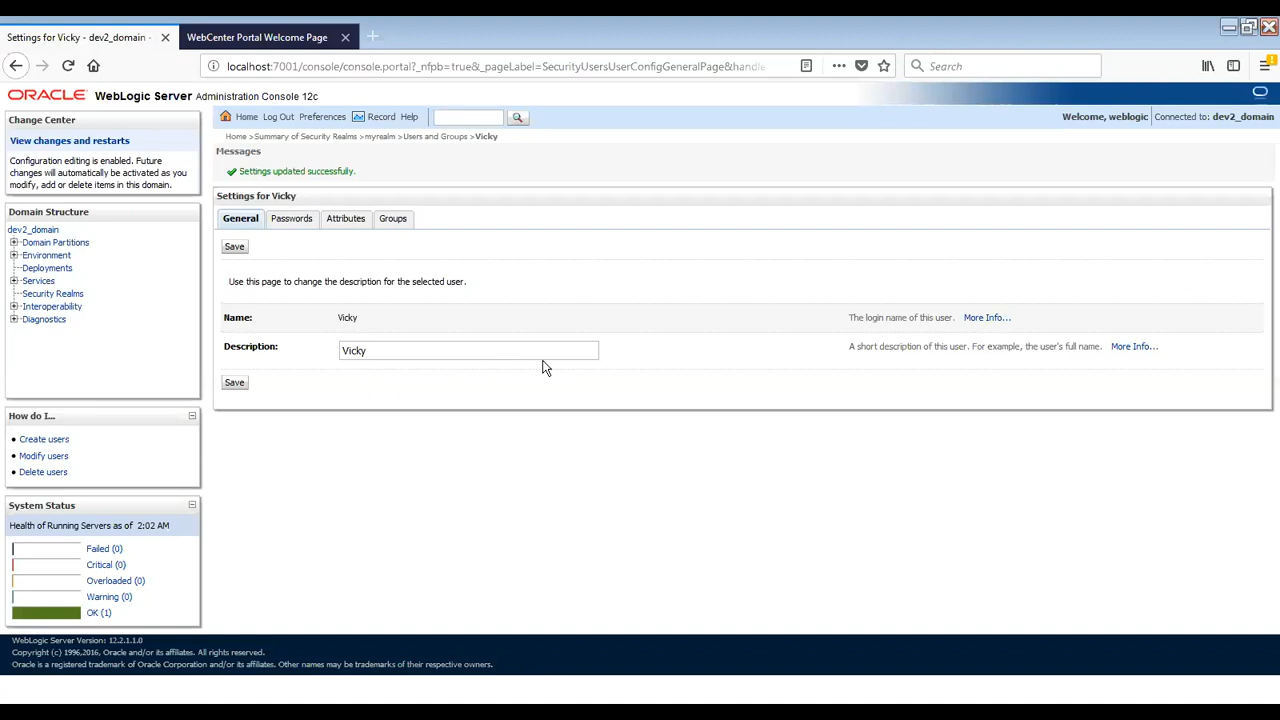 Settings for Vicky - dev2_domain -
WebCenter Portal Welcome Page
localhost:7001/console/console.portal?_nfpb=true&_pageLabel=SecurityUsersUserConfigGeneralPage&handle
Search
ORACLE WebLogic Server Administration Console 12c
Change Center
View changes and restarts
Configuration editing is enabled. Future
changes will automatically be activated as you
modify, add or delete items in this domain.
Domain Structure
dev2_domain
Domain Partitions
Environment
Deployments
Services
Security Realms
Interoperability
Diagnostics
How do I...
Create users
Modify users
Delete users
System Status
Health of Running Servers as of 2:02 AM
Failed (0)
Critical (0)
Overloaded (0)
Warning (0)
OK (1)
Home Log Out Preferences Record Help
Welcome, weblogic
Connected to: dev2_domain
Home >Summary of Security Realms >myrealm >Users and Groups >Vicky
Messages
Settings updated successfully.
Settings for Vicky
General Passwords Attributes Groups
Save
Use this page to change the description for the selected user.
Name: Vicky The login name of this user. More Info...
Description: Vicky A short description of this user. For example, the user's full name. More Info...
Save
WebLogic Server Version: 12.2.1.1.0
Copyright (c) 1996,2016, Oracle and/or its affiliates. All rights reserved.
Oracle is a registered trademark of Oracle Corporation and/or its affiliates. Other names may be trademarks of their respective owners.